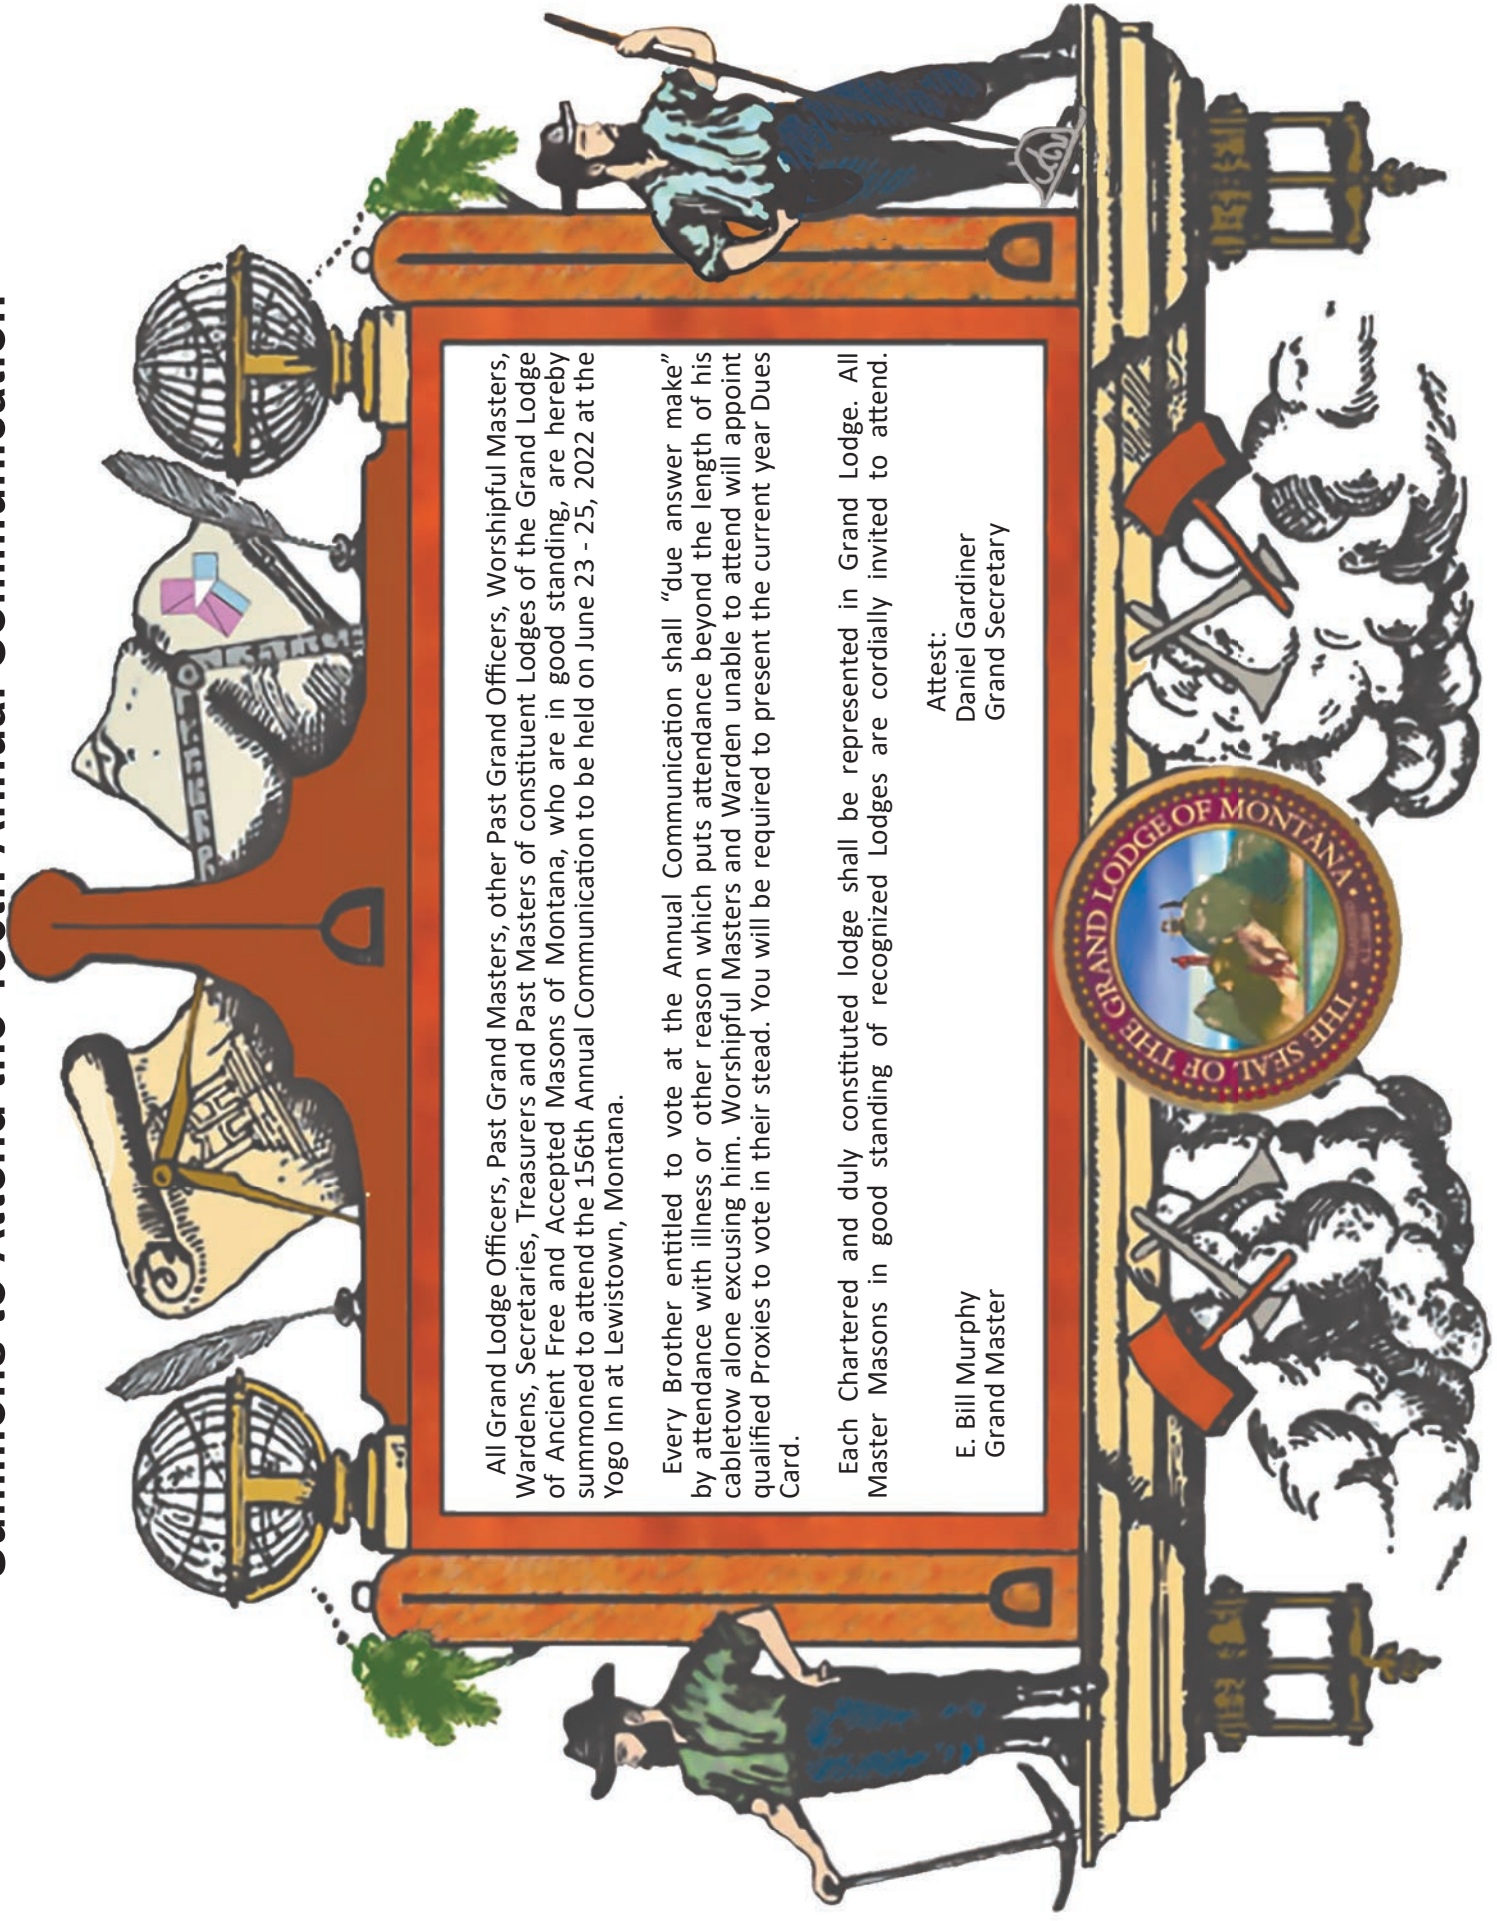 Summons to Attend the 156th Annual Communication
All Grand Lodge Officers, Past Grand Masters, other Past Grand Officers, Worshipful Masters,
Wardens, Secretaries, Treasurers and Past Masters of constituent Lodges of the Grand Lodge
of Ancient Free and Accepted Masons of Montana, who are in good standing, are hereby
summoned to attend the 156th Annual Communication to be held on June 23 - 25, 2022 at the
Yogo Inn at Lewistown, Montana.
Every Brother entitled to vote at the Annual Communication shall “due answer make”
by attendance with illness or other reason which puts attendance beyond the length of his
cabletow alone excusing him. Worshipful Masters and Warden unable to attend will appoint
qualified Proxies to vote in their stead. You will be required to present the current year Dues
Card.
Each Chartered and duly constituted lodge shall be represented in Grand Lodge. All
Master Masons in good standing of recognized Lodges are cordially invited to attend.
Attest:
E. Bill Murphy Daniel Gardiner
Grand Master Grand Secretary
THE SEAL OF THE GRAND LODGE OF MONTANA